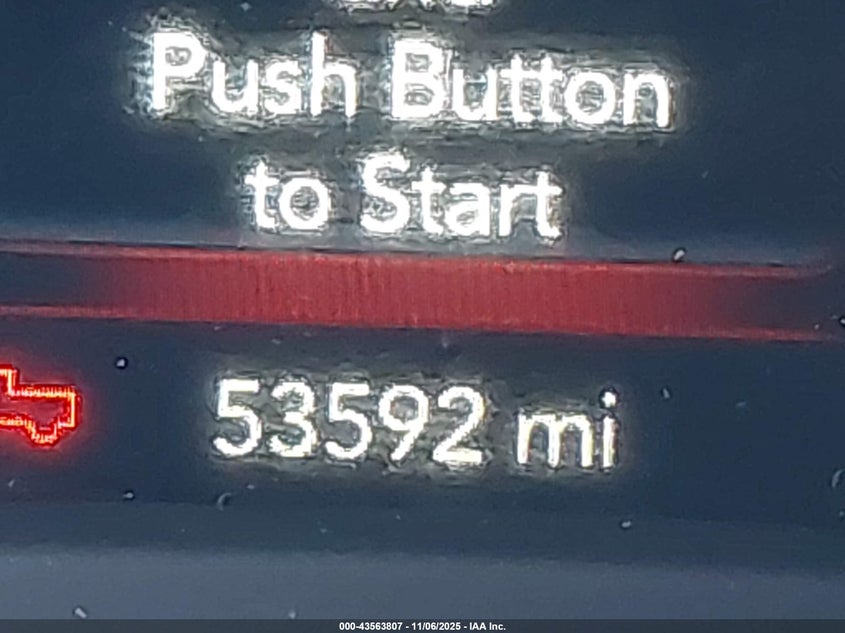 Push Button
to Start
53592 mi
000-43563807 - 11/06/2025 - IAA Inc.